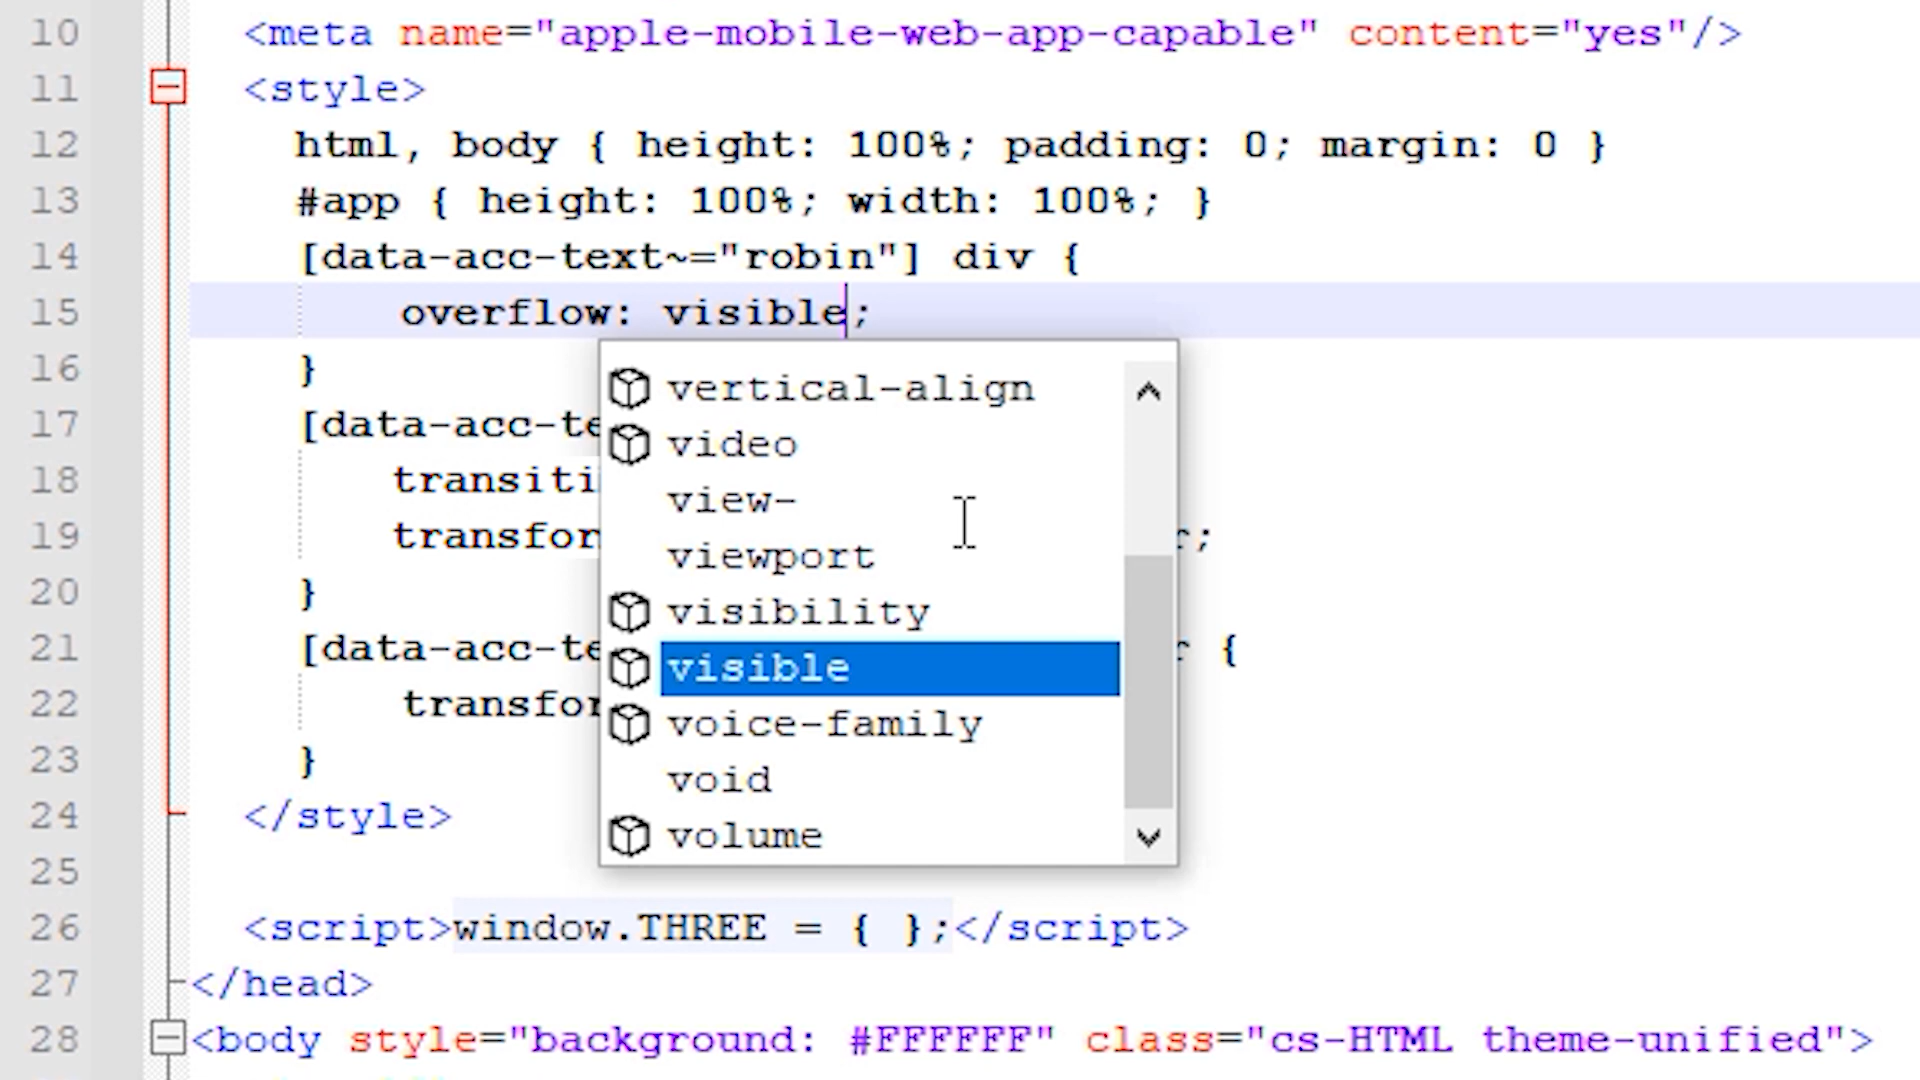 10 <meta name="apple-mobile-web-app-capable" content="yes"/>
11 <style>
12 html, body { height: 100%; padding: 0; margin: 0 }
13 #app { height: 100%; width: 100%; }
14 [data-acc-text~="robin"] div {
15 overflow: visible;
16 }
17 [data-acc-te
18 transiti
19 transfor r;
20 }
21 [data-acc-te r {
22 transfor
23 }
24 </style>
25
26 <script>window.THREE = { };</script>
27 </head>
28 <body style="background: #FFFFFF" class="cs-HTML theme-unified">
vertical-align
video
view-
viewport
visibility
visible
voice-family
void
volume